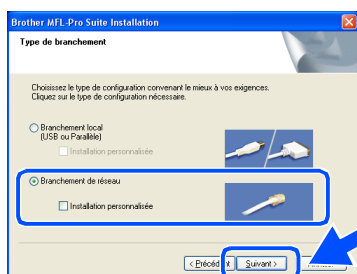 Brother MFL-Pro Suite Installation
Type de branchement
Choisissez le type de configuration convenant le mieux à vos exigences.
Cliquez sur le type de configuration nécessaire.
Branchement local
(USB ou Parallèle)
Installation personnalisée
Branchement de réseau
Installation personnalisée
Suivant >